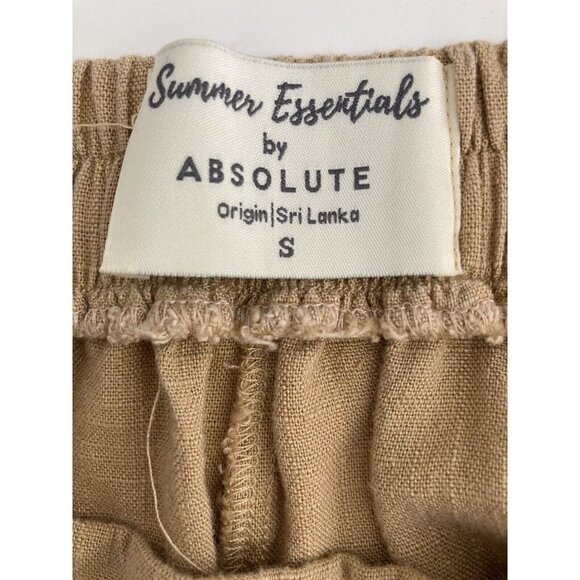 Summer Essentials
by
ABSOLUTE
Origin|Sri Lanka
S